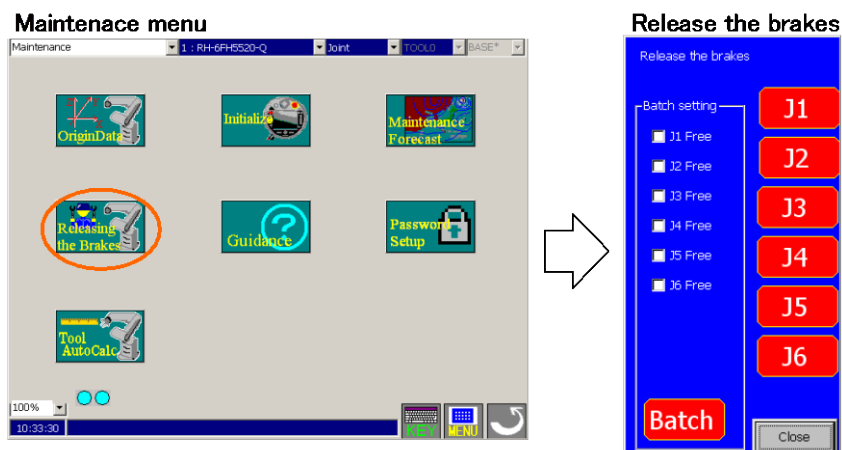 Maintenace menu
Maintenance
1 : RH-6FH5520-Q
Joint
TOOL0
BASE*
OriginData
Initialize
Maintenance
Forecast
Releasing
the Brakes
Guidance
Password
Setup
Tool
AutoCalc
100%
10:33:30
KEY
MENU
Release the brakes
Release the brakes
Batch setting
J1 Free
J2 Free
J3 Free
J4 Free
J5 Free
J6 Free
Batch
J1
J2
J3
J4
J5
J6
Close